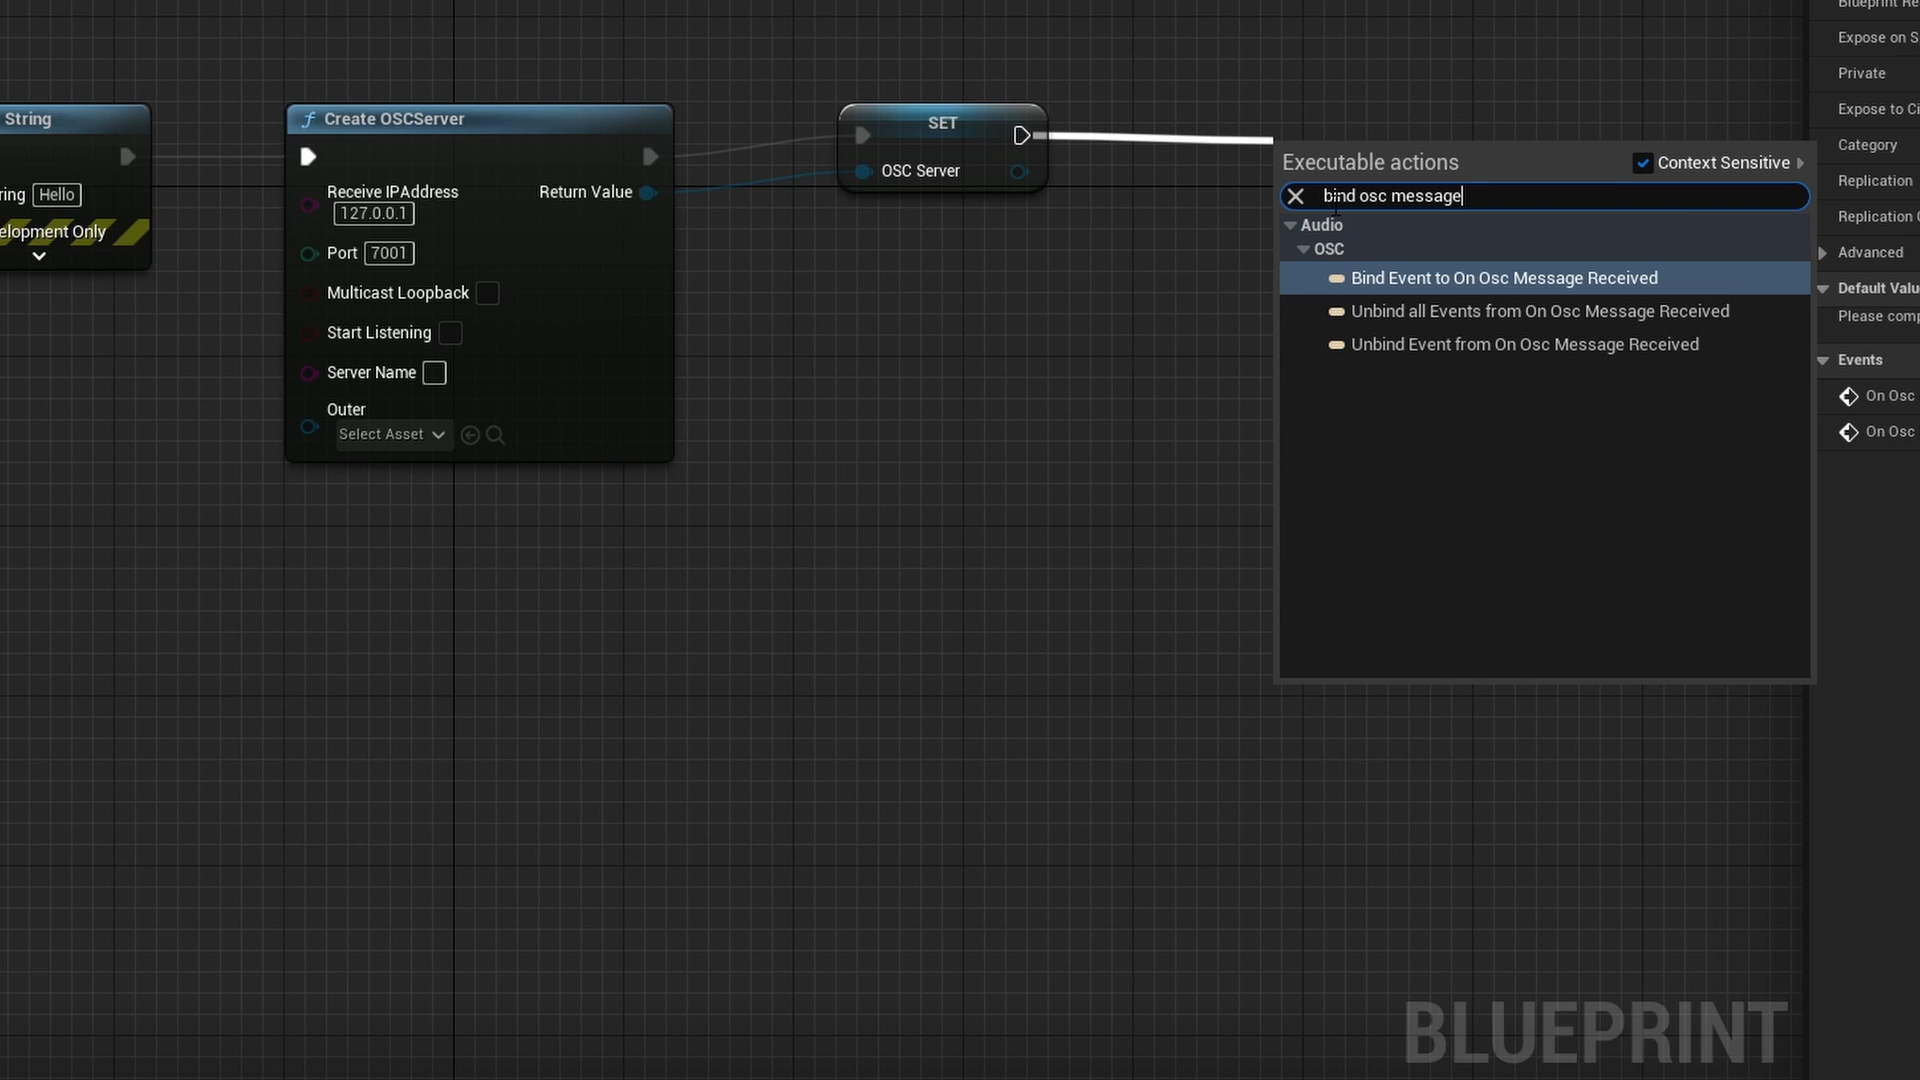 String
ring Hello
elopment Only
Create OSCServer
Receive IPAddress
127.0.0.1
Return Value
Port 7001
Multicast Loopback
Start Listening
Server Name
Outer
Select Asset
SET
OSC Server
Executable actions
Context Sensitive
bind osc message
Audio
OSC
Bind Event to On Osc Message Received
Unbind all Events from On Osc Message Received
Unbind Event from On Osc Message Received
Blueprint Re
Expose on S
Private
Expose to Ci
Category
Replication
Replication C
Advanced
Default Valu
Please comp
Events
On Osc
On Osc
BLUEPRINT